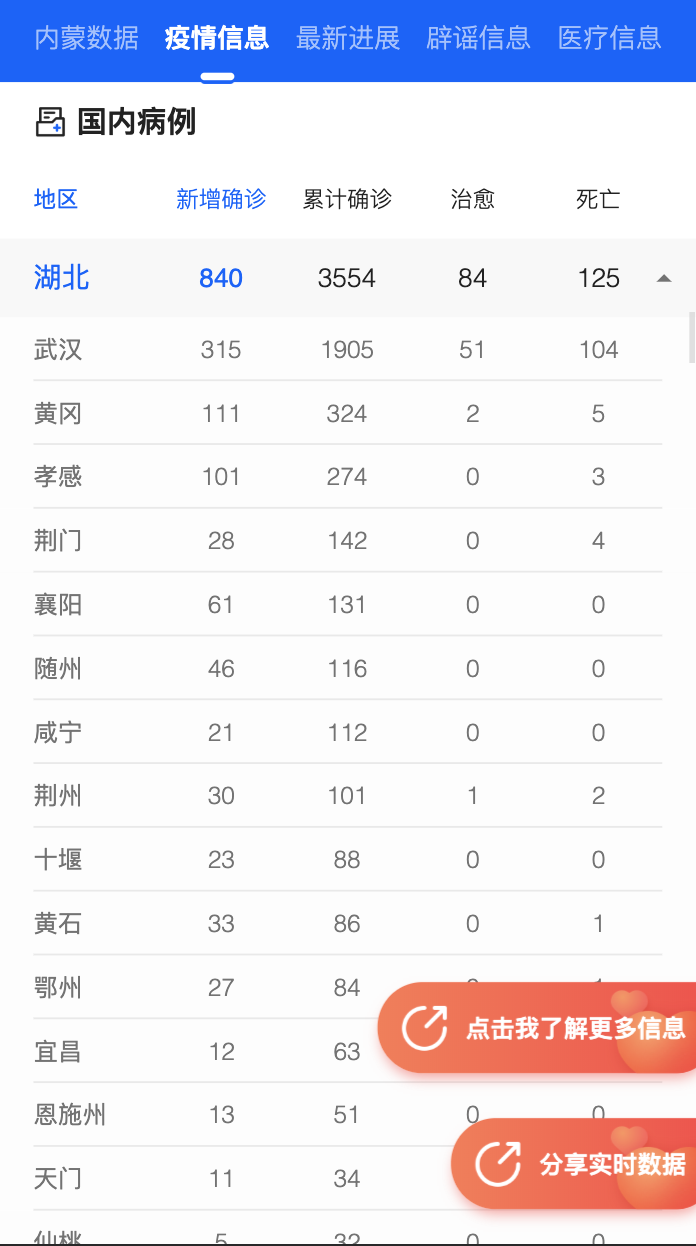 内蒙数据 疫情信息 最新进展 辟谣信息 医疗信息
国内病例
地区 新增确诊 累计确诊 治愈 死亡
湖北 840 3554 84 125
武汉 315 1905 51 104
黄冈 111 324 2 5
孝感 101 274 0 3
荆门 28 142 0 4
襄阳 61 131 0 0
随州 46 116 0 0
咸宁 21 112 0 0
荆州 30 101 1 2
十堰 23 88 0 0
黄石 33 86 0 1
鄂州 27 84
点击我了解更多信息
宜昌 12 63
恩施州 13 51 0 0
分享实时数据
天门 11 34
仙桃 5 32 0 0